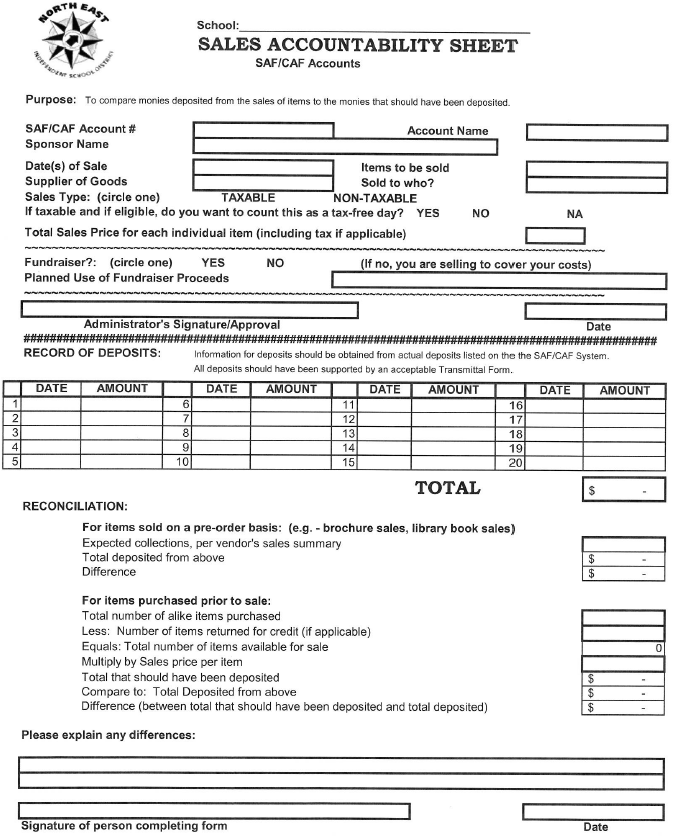 NORTH EAST
INDEPENDENT SCHOOL DISTRICT
School:
SALES ACCOUNTABILITY SHEET
SAF/CAF Accounts
Purpose: To compare monies deposited from the sales of items to the monies that should have been deposited.
SAF/CAF Account # Account Name
Sponsor Name
Date(s) of Sale Items to be sold
Supplier of Goods Sold to who?
Sales Type: (circle one) TAXABLE NON-TAXABLE
If taxable and if eligible, do you want to count this as a tax-free day? YES NO NA
Total Sales Price for each individual item (including tax if applicable)
~~~~~~~~~~~~~~~~~~~~~~~~~~~~~~~~~~~~~~~~~~~~~~~~~~~~~~~~~~~~~~~~
Fundraiser?: (circle one) YES NO (If no, you are selling to cover your costs)
Planned Use of Fundraiser Proceeds
~~~~~~~~~~~~~~~~~~~~~~~~~~~~~~~~~~~~~~~~~~~~~~~~~~~~~~~~~~~~~~~~
Administrator's Signature/Approval Date
################################################################################
RECORD OF DEPOSITS: Information for deposits should be obtained from actual deposits listed on the the SAF/CAF System.
All deposits should have been supported by an acceptable Transmittal Form.
DATE AMOUNT DATE AMOUNT DATE AMOUNT DATE AMOUNT
1 6 11 16
2 7 12 17
3 8 13 18
4 9 14 19
5 10 15 20
TOTAL $ -
RECONCILIATION:
For items sold on a pre-order basis: (e.g. - brochure sales, library book sales)
Expected collections, per vendor's sales summary
Total deposited from above $ -
Difference $ -
For items purchased prior to sale:
Total number of alike items purchased
Less: Number of items returned for credit (if applicable)
Equals: Total number of items available for sale 0
Multiply by Sales price per item
Total that should have been deposited $ -
Compare to: Total Deposited from above $ -
Difference (between total that should have been deposited and total deposited) $ -
Please explain any differences:
Signature of person completing form Date